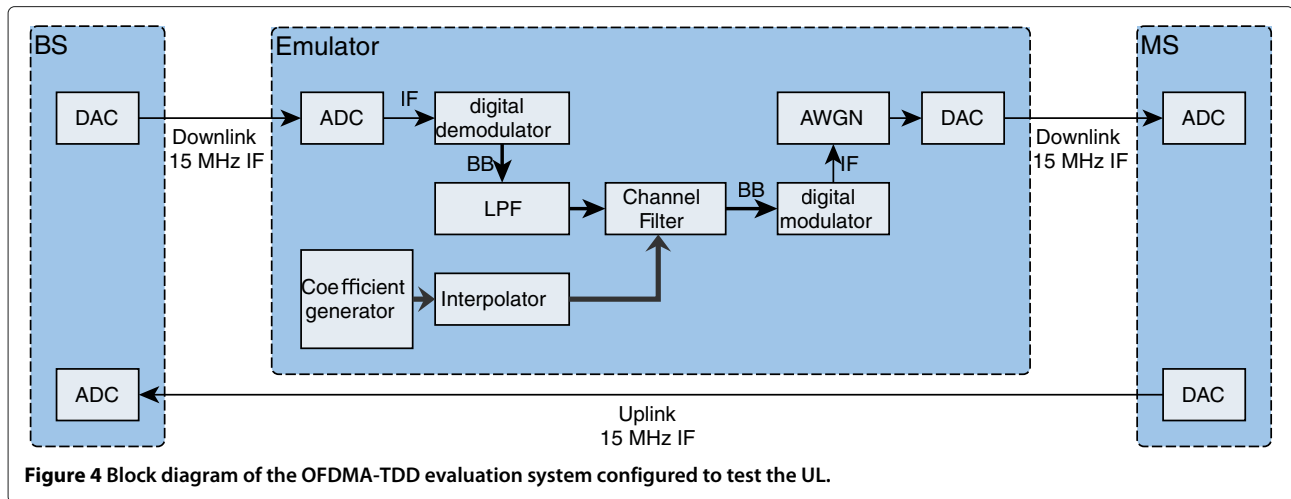 BS
Emulator
MS
DAC
Downlink
15 MHz IF
ADC
IF
digital
demodulator
BB
LPF
Channel
Filter
BB
digital
modulator
IF
AWGN
DAC
Downlink
15 MHz IF
ADC
Coefficient
generator
Interpolator
ADC
Uplink
15 MHz IF
DAC
Figure 4 Block diagram of the OFDMA-TDD evaluation system configured to test the UL.